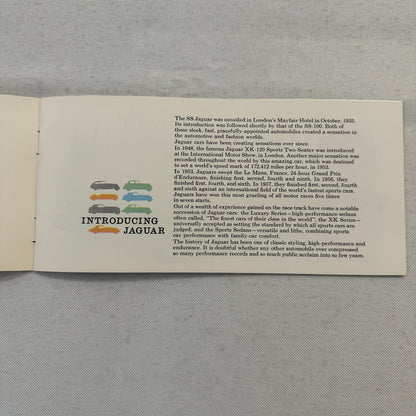 INTRODUCING
JAGUAR
The SS Jaguar was unveiled in London's Mayfair Hotel in October, 1935.
Its introduction was followed shortly by that of the SS-100. Both of
these sleek, fast, gracefully-appointed automobiles created a sensation in
the automotive and fashion worlds.
Jaguar cars have been creating sensations ever since.
In 1948, the famous Jaguar XK-120 Sports Two-Seater was introduced
at the International Motor Show, in London. Another major sensation was
recorded throughout the world by this amazing car, which was destined
to set a world's speed mark of 172.412 miles per hour, in 1953.
In 1953, Jaguars swept the Le Mans, France, 24-hour Grand Prix
d'Endurance, finishing first, second, fourth and ninth. In 1956, they
finished first, fourth, and sixth. In 1957, they finished first, second, fourth
and sixth against an international field of the world's fastest sports cars.
Jaguars have won this most grueling of all motor races five times
in seven starts.
Out of a wealth of experience gained on the race track have come a notable
succession of Jaguar cars: the Luxury Series—high-performance sedans
often called, "The finest cars of their class in the world"; the XK Series—
universally accepted as setting the standard by which all sports cars are
judged; and the Sports Sedans—versatile and lithe, combining sports
car performance with family-car comfort.
The history of Jaguar has been one of classic styling, high-performance and
endurance. It is doubtful whether any other automobile ever compressed
so many performance records and so much public acclaim into so few years.